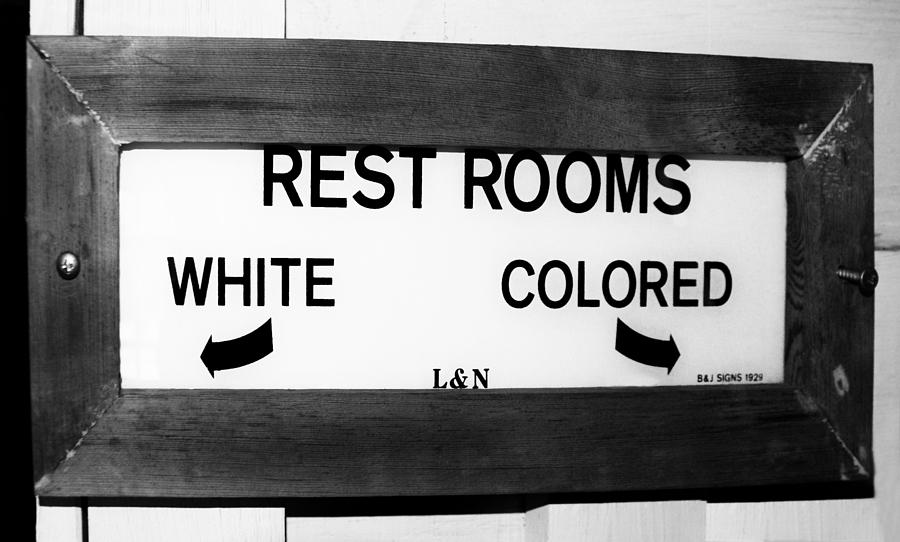 REST ROOMS
WHITE COLORED
L&N
B&J SIGNS 1929